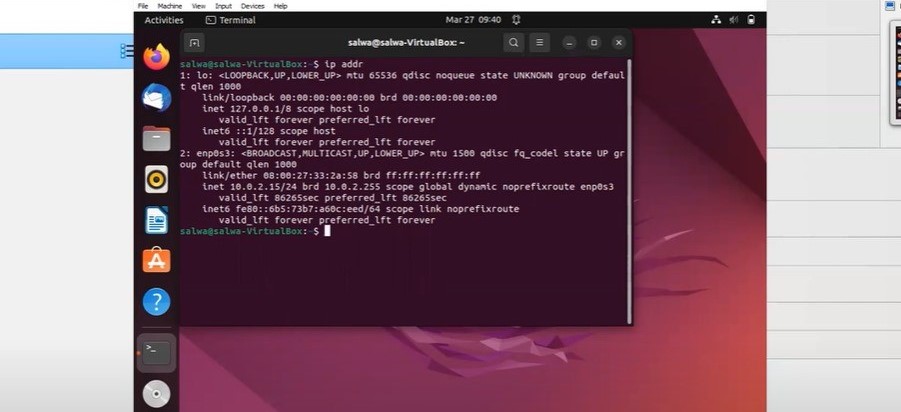 File Machine View Input Devices Help
Activities Terminal Mar 27 09:40
salwa@salwa-VirtualBox: ~
salwa@salwa-VirtualBox:~$ ip addr
1: lo: <LOOPBACK,UP,LOWER_UP> mtu 65536 qdisc noqueue state UNKNOWN group defaul
t qlen 1000
link/loopback 00:00:00:00:00:00 brd 00:00:00:00:00:00
inet 127.0.0.1/8 scope host lo
valid_lft forever preferred_lft forever
inet6 ::1/128 scope host
valid_lft forever preferred_lft forever
2: enp0s3: <BROADCAST,MULTICAST,UP,LOWER_UP> mtu 1500 qdisc fq_codel state UP gr
oup default qlen 1000
link/ether 08:00:27:33:2a:58 brd ff:ff:ff:ff:ff:ff
inet 10.0.2.15/24 brd 10.0.2.255 scope global dynamic noprefixroute enp0s3
valid_lft 86265sec preferred_lft 86265sec
inet6 fe80::6b5:73b7:a60c:eed/64 scope link noprefixroute
valid_lft forever preferred_lft forever
salwa@salwa-VirtualBox:~$